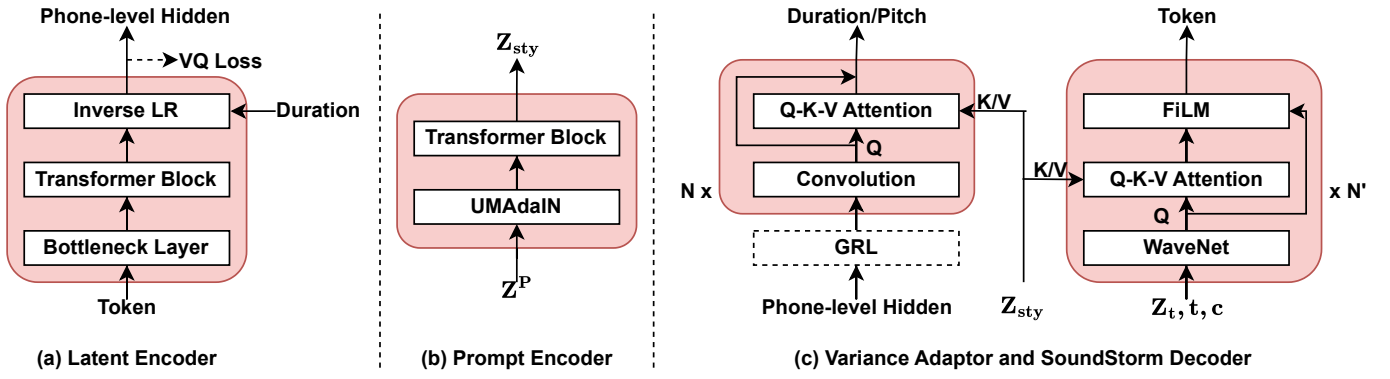 Phone-level Hidden
VQ Loss
Inverse LR
Duration
Transformer Block
Bottleneck Layer
Token
(a) Latent Encoder
Z_sty
Transformer Block
UMAdaIN
Z^P
(b) Prompt Encoder
Duration/Pitch
Q-K-V Attention
K/V
Q
Convolution
N x
GRL
Phone-level Hidden
Token
FiLM
K/V
Q-K-V Attention
x N'
Q
WaveNet
Z_sty
Z_t, t, c
(c) Variance Adaptor and SoundStorm Decoder